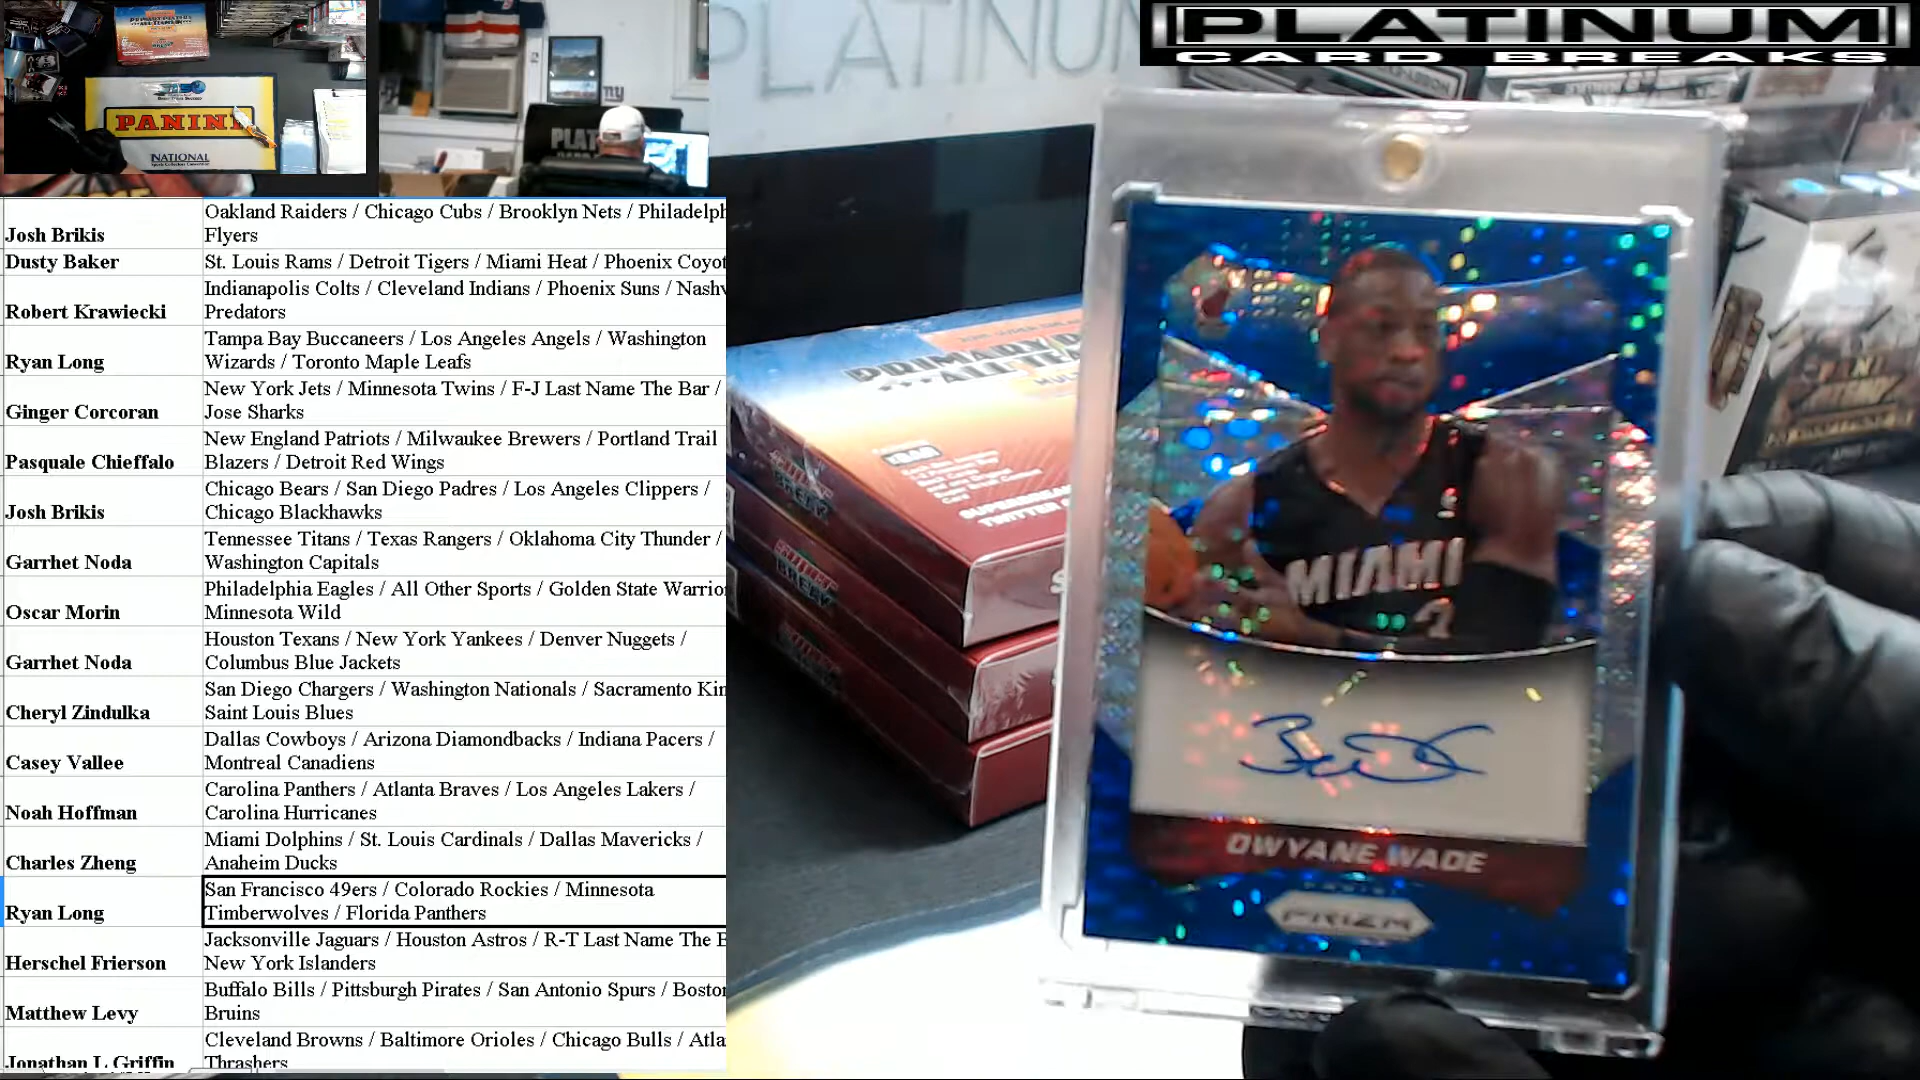 PLATINUM
CARD BREAKS
PLATINUM
PANINI
NATIONAL
PLAT
Josh Brikis
Oakland Raiders / Chicago Cubs / Brooklyn Nets / Philadelph
Flyers
Dusty Baker
St. Louis Rams / Detroit Tigers / Miami Heat / Phoenix Coyot
Robert Krawiecki
Indianapolis Colts / Cleveland Indians / Phoenix Suns / Nashv
Predators
Ryan Long
Tampa Bay Buccaneers / Los Angeles Angels / Washington
Wizards / Toronto Maple Leafs
Ginger Corcoran
New York Jets / Minnesota Twins / F-J Last Name The Bar /
Jose Sharks
Pasquale Chieffalo
New England Patriots / Milwaukee Brewers / Portland Trail
Blazers / Detroit Red Wings
Josh Brikis
Chicago Bears / San Diego Padres / Los Angeles Clippers /
Chicago Blackhawks
Garrhet Noda
Tennessee Titans / Texas Rangers / Oklahoma City Thunder /
Washington Capitals
Oscar Morin
Philadelphia Eagles / All Other Sports / Golden State Warrior
Minnesota Wild
Garrhet Noda
Houston Texans / New York Yankees / Denver Nuggets /
Columbus Blue Jackets
Cheryl Zindulka
San Diego Chargers / Washington Nationals / Sacramento Kin
Saint Louis Blues
Casey Vallee
Dallas Cowboys / Arizona Diamondbacks / Indiana Pacers /
Montreal Canadiens
Noah Hoffman
Carolina Panthers / Atlanta Braves / Los Angeles Lakers /
Carolina Hurricanes
Charles Zheng
Miami Dolphins / St. Louis Cardinals / Dallas Mavericks /
Anaheim Ducks
Ryan Long
San Francisco 49ers / Colorado Rockies / Minnesota
Timberwolves / Florida Panthers
Herschel Frierson
Jacksonville Jaguars / Houston Astros / R-T Last Name The B
New York Islanders
Matthew Levy
Buffalo Bills / Pittsburgh Pirates / San Antonio Spurs / Boston
Bruins
Jonathan L Griffin
Cleveland Browns / Baltimore Orioles / Chicago Bulls / Atla
Thrashers
SUPER
BREAK
MIAMI
3
DWYANE WADE
PANINI
PRIZM